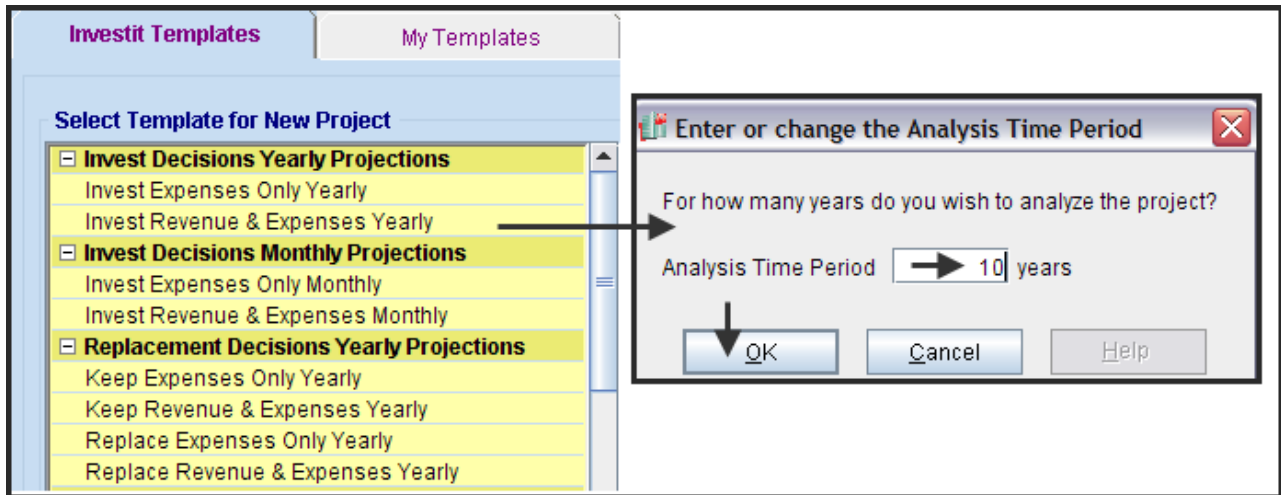 Investit Templates
My Templates
Select Template for New Project
Invest Decisions Yearly Projections
Invest Expenses Only Yearly
Invest Revenue & Expenses Yearly
Invest Decisions Monthly Projections
Invest Expenses Only Monthly
Invest Revenue & Expenses Monthly
Replacement Decisions Yearly Projections
Keep Expenses Only Yearly
Keep Revenue & Expenses Yearly
Replace Expenses Only Yearly
Replace Revenue & Expenses Yearly
Enter or change the Analysis Time Period
For how many years do you wish to analyze the project?
Analysis Time Period 10 years
OK
Cancel
Help